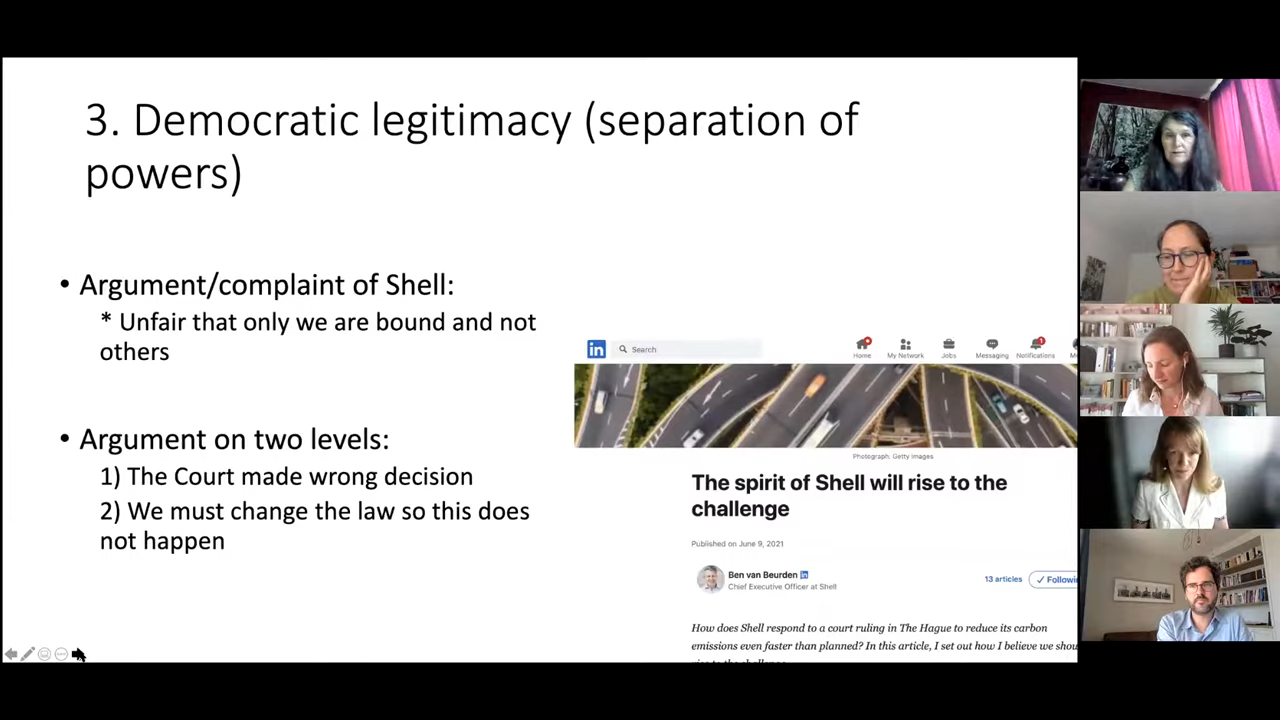 3. Democratic legitimacy (separation of
powers)
• Argument/complaint of Shell:
* Unfair that only we are bound and not
others
• Argument on two levels:
1) The Court made wrong decision
2) We must change the law so this does
not happen
in
Search
Home
My Network
Jobs
Messaging
Notifications
1
Photograph: Getty Images
The spirit of Shell will rise to the
challenge
Published on June 9, 2021
Ben van Beurden in
Chief Executive Officer at Shell
13 articles
✓ Followin
How does Shell respond to a court ruling in The Hague to reduce its carbon
emissions even faster than planned? In this article, I set out how I believe we shou